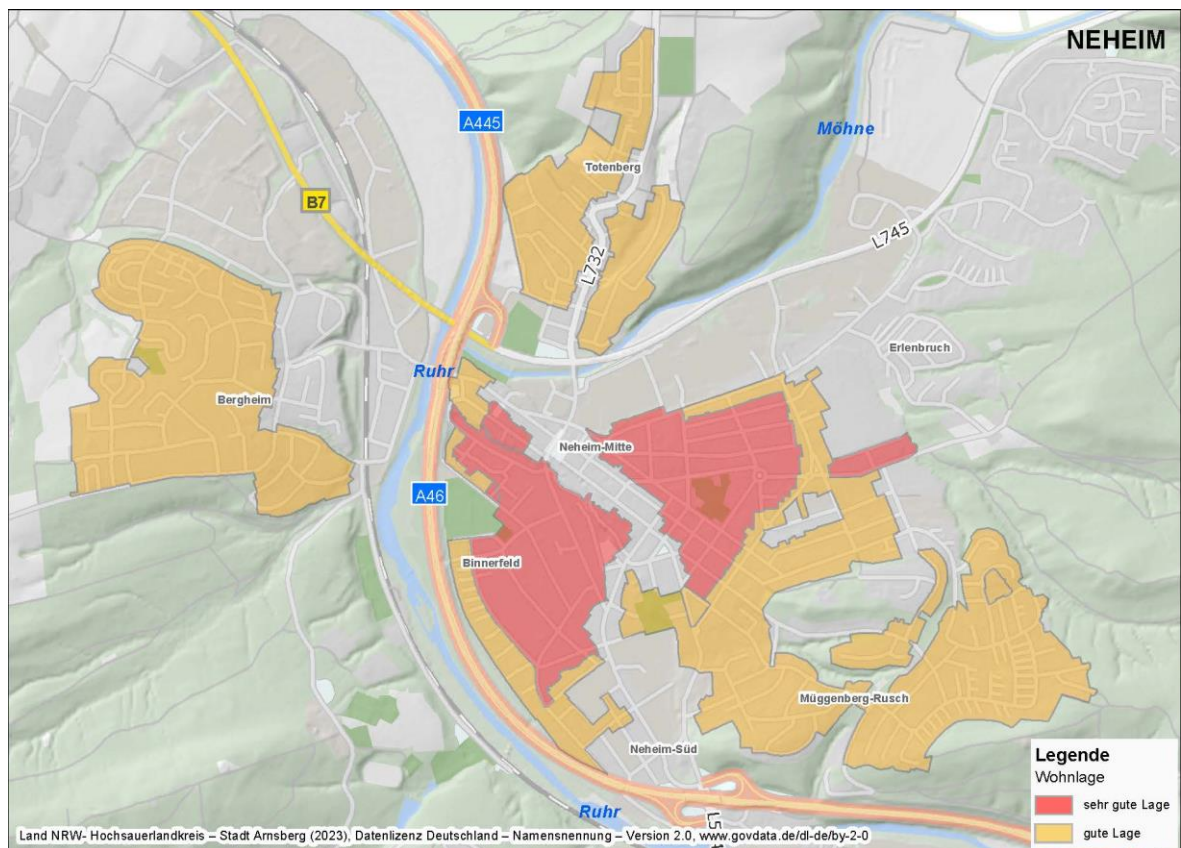 NEHEIM
A445
Möhne
Totenberg
B7
L745
L732
Erlenbruch
Ruhr
Bergheim
Neheim-Mitte
A46
Binnerfeld
Müggenberg-Rusch
Neheim-Süd
Legende
Wohnlage
sehr gute Lage
gute Lage
Ruhr
Land NRW- Hochsauerlandkreis – Stadt Arnsberg (2023), Datenlizenz Deutschland – Namensnennung – Version 2.0, www.govdata.de/dl-de/by-2-0